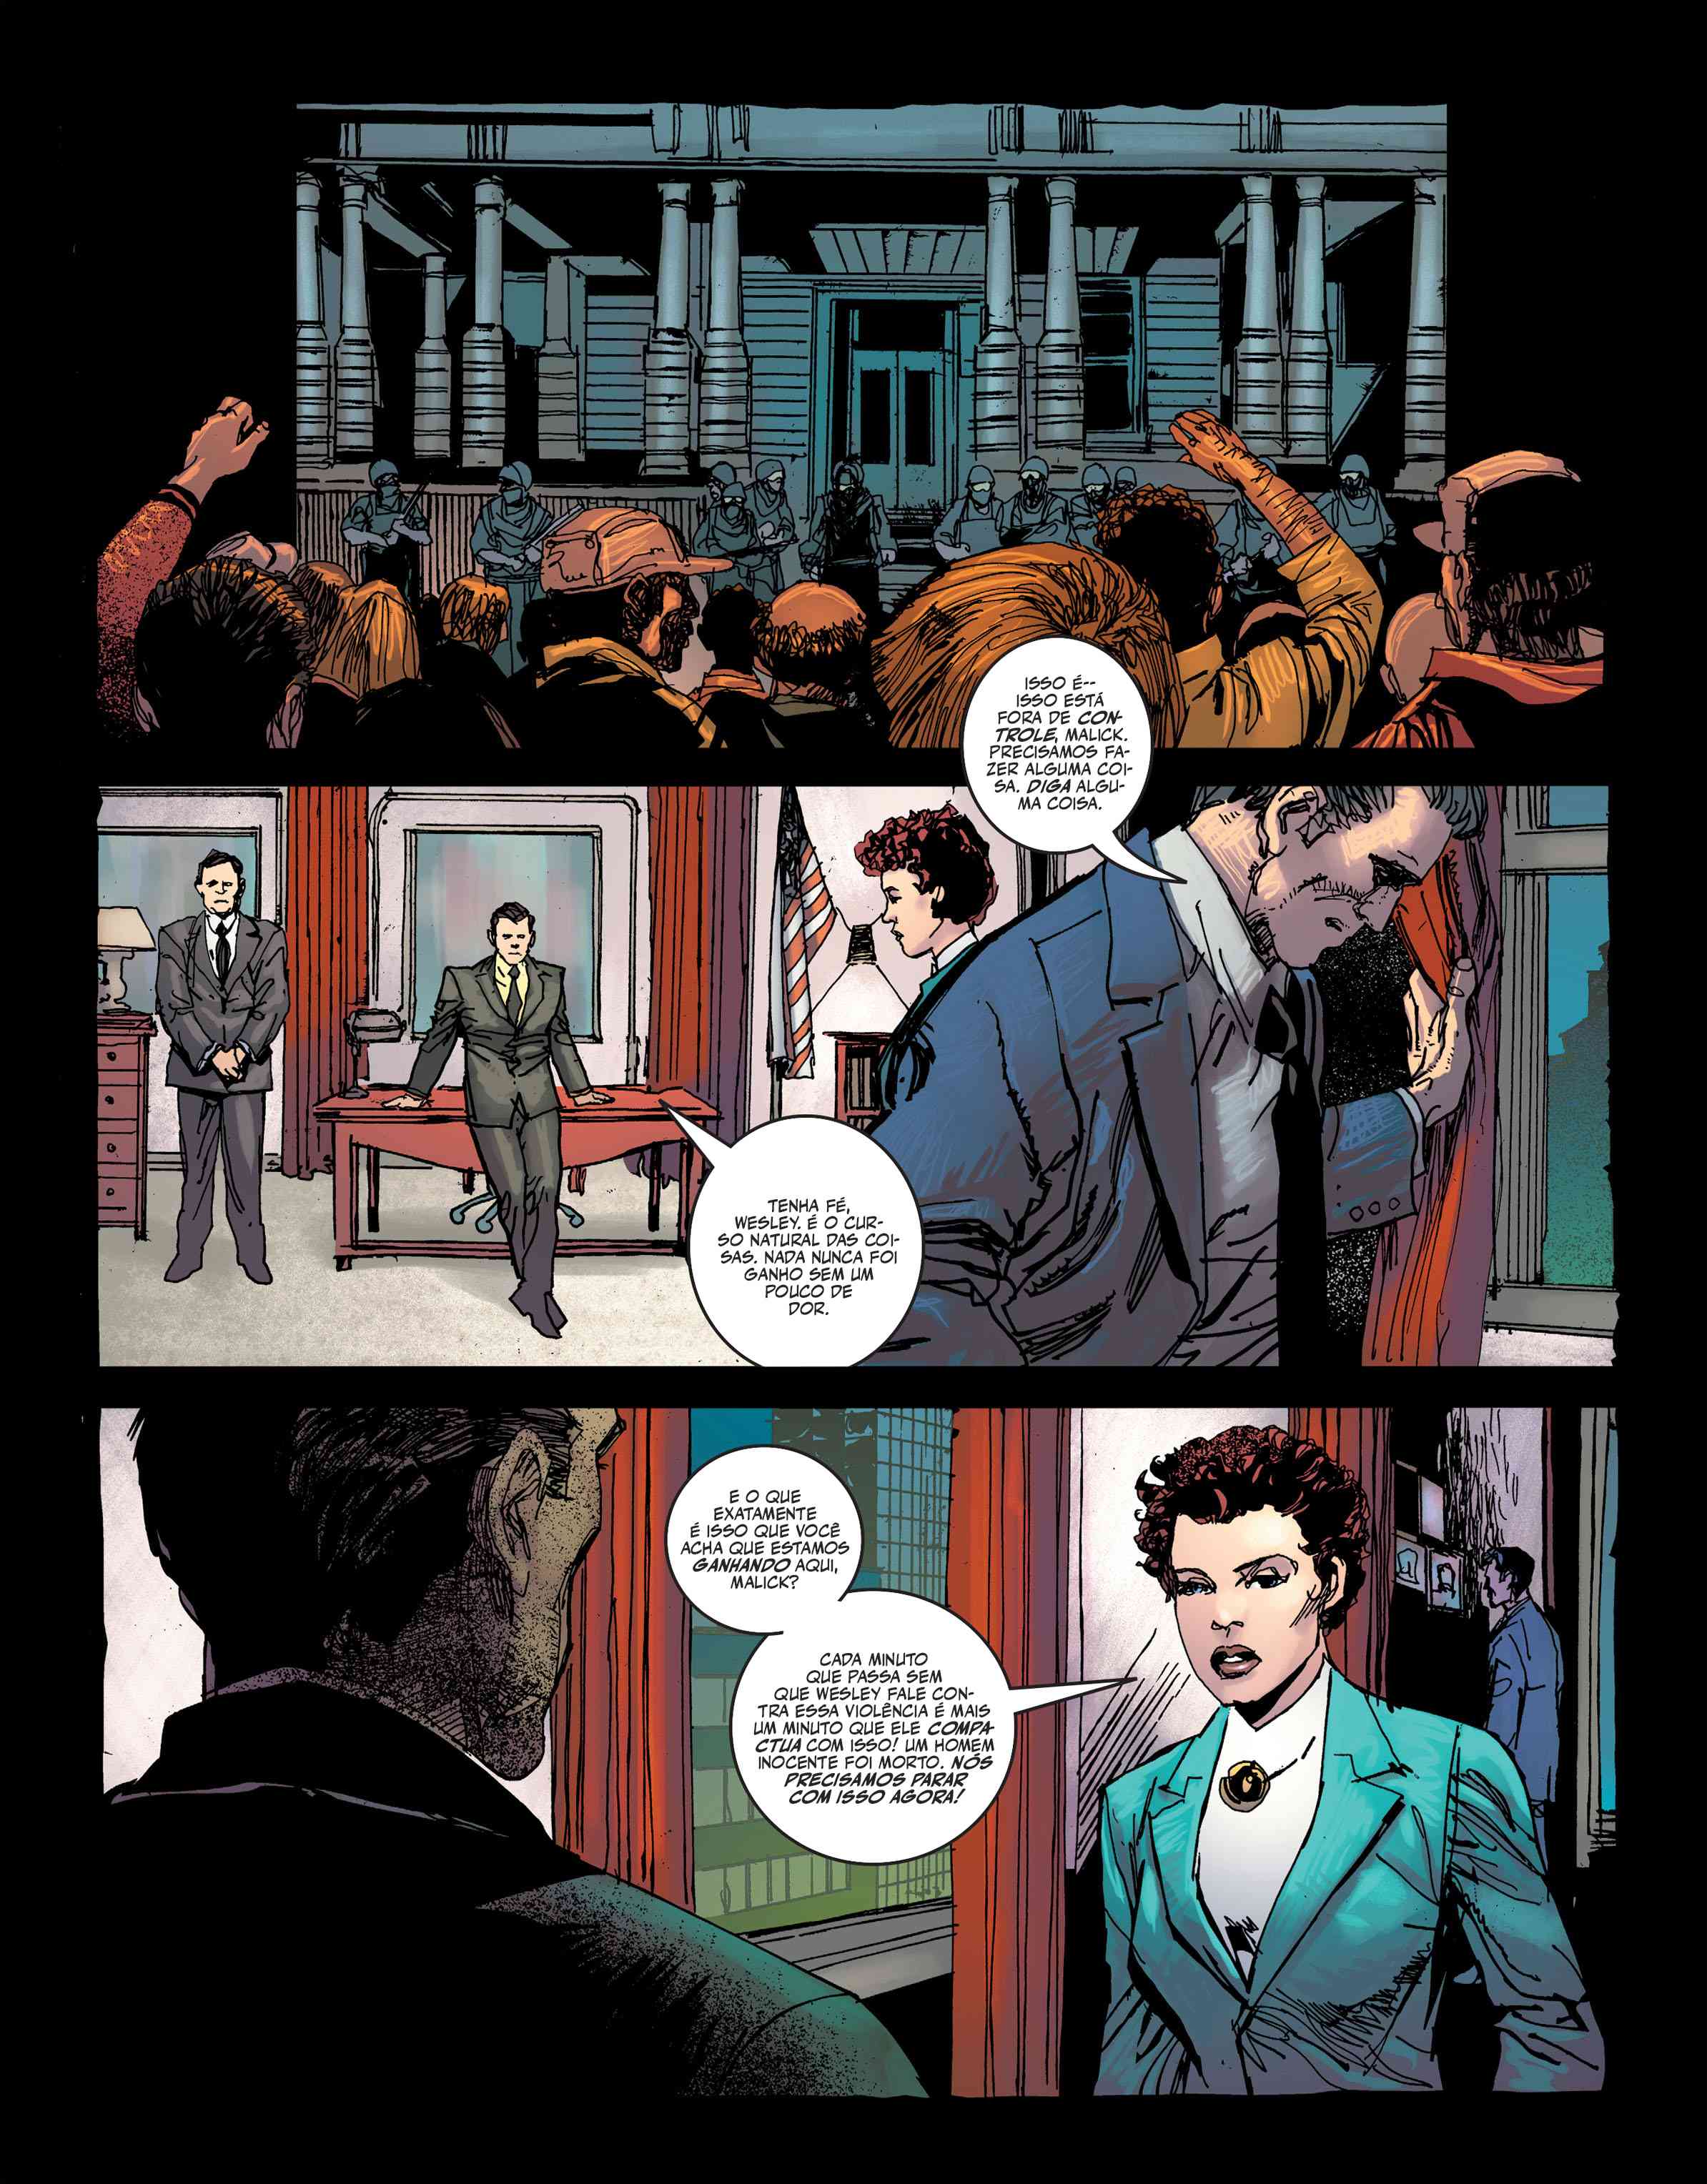 ISSO É--
ISSO ESTÁ
FORA DE CON-
TROLE, MALICK.
PRECISAMOS FA-
ZER ALGUMA COI-
SA. DIGA ALGU-
MA COISA.
TENHA FÉ,
WESLEY. É O CUR-
SO NATURAL DAS COI-
SAS. NADA NUNCA FOI
GANHO SEM UM
POUCO DE
DOR.
E O QUE
EXATAMENTE
É ISSO QUE VOCÊ
ACHA QUE ESTAMOS
GANHANDO AQUI,
MALICK?
CADA MINUTO
QUE PASSA SEM
QUE WESLEY FALE CON-
TRA ESSA VIOLÊNCIA É MAIS
UM MINUTO QUE ELE COMPA-
CTUA COM ISSO! UM HOMEM
INOCENTE FOI MORTO. NÓS
PRECISAMOS PARAR
COM ISSO AGORA!